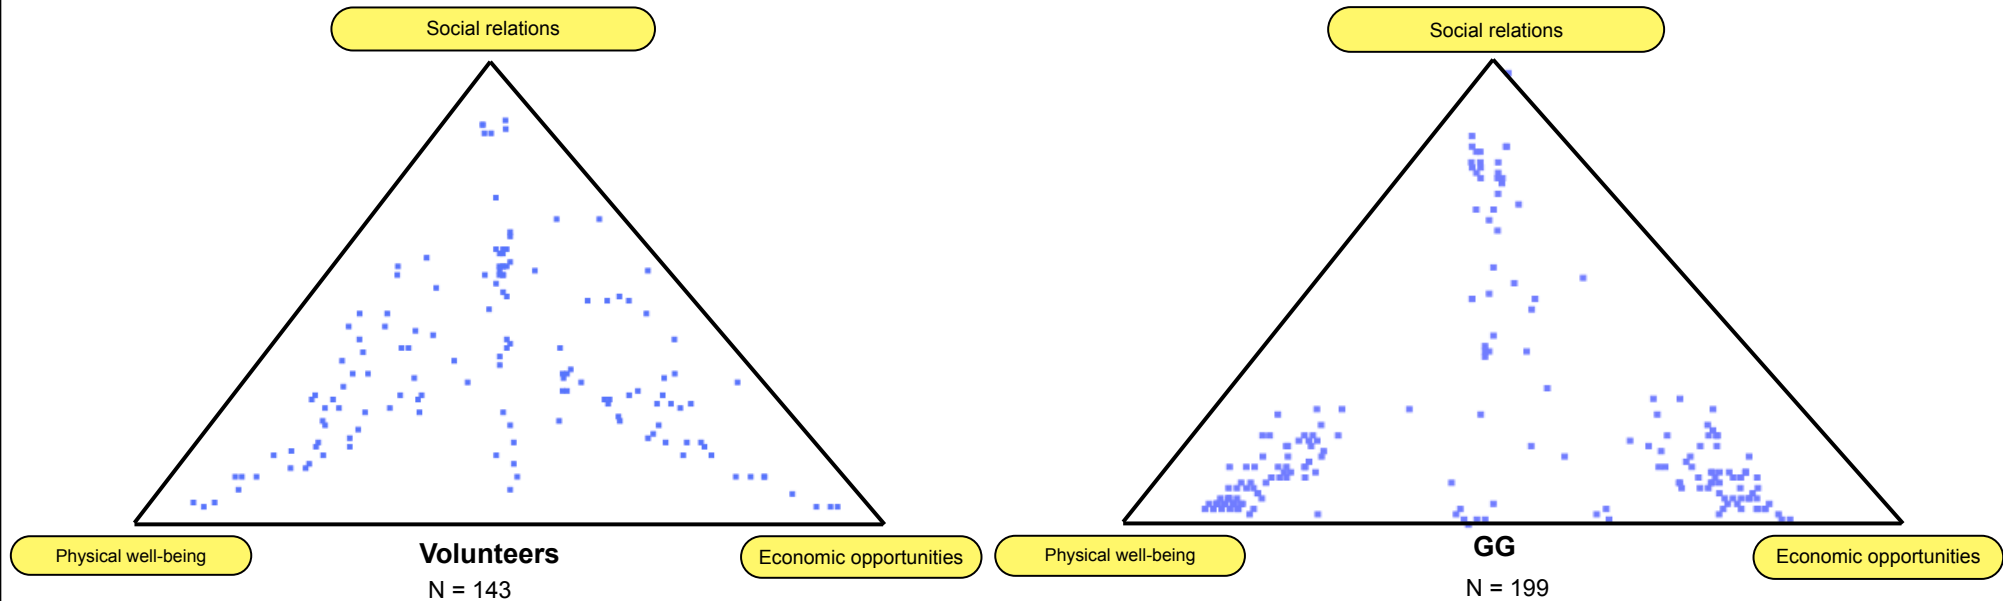 Social relations
Physical well-being
Volunteers
N = 143
Economic opportunities
Social relations
Physical well-being
GG
N = 199
Economic opportunities